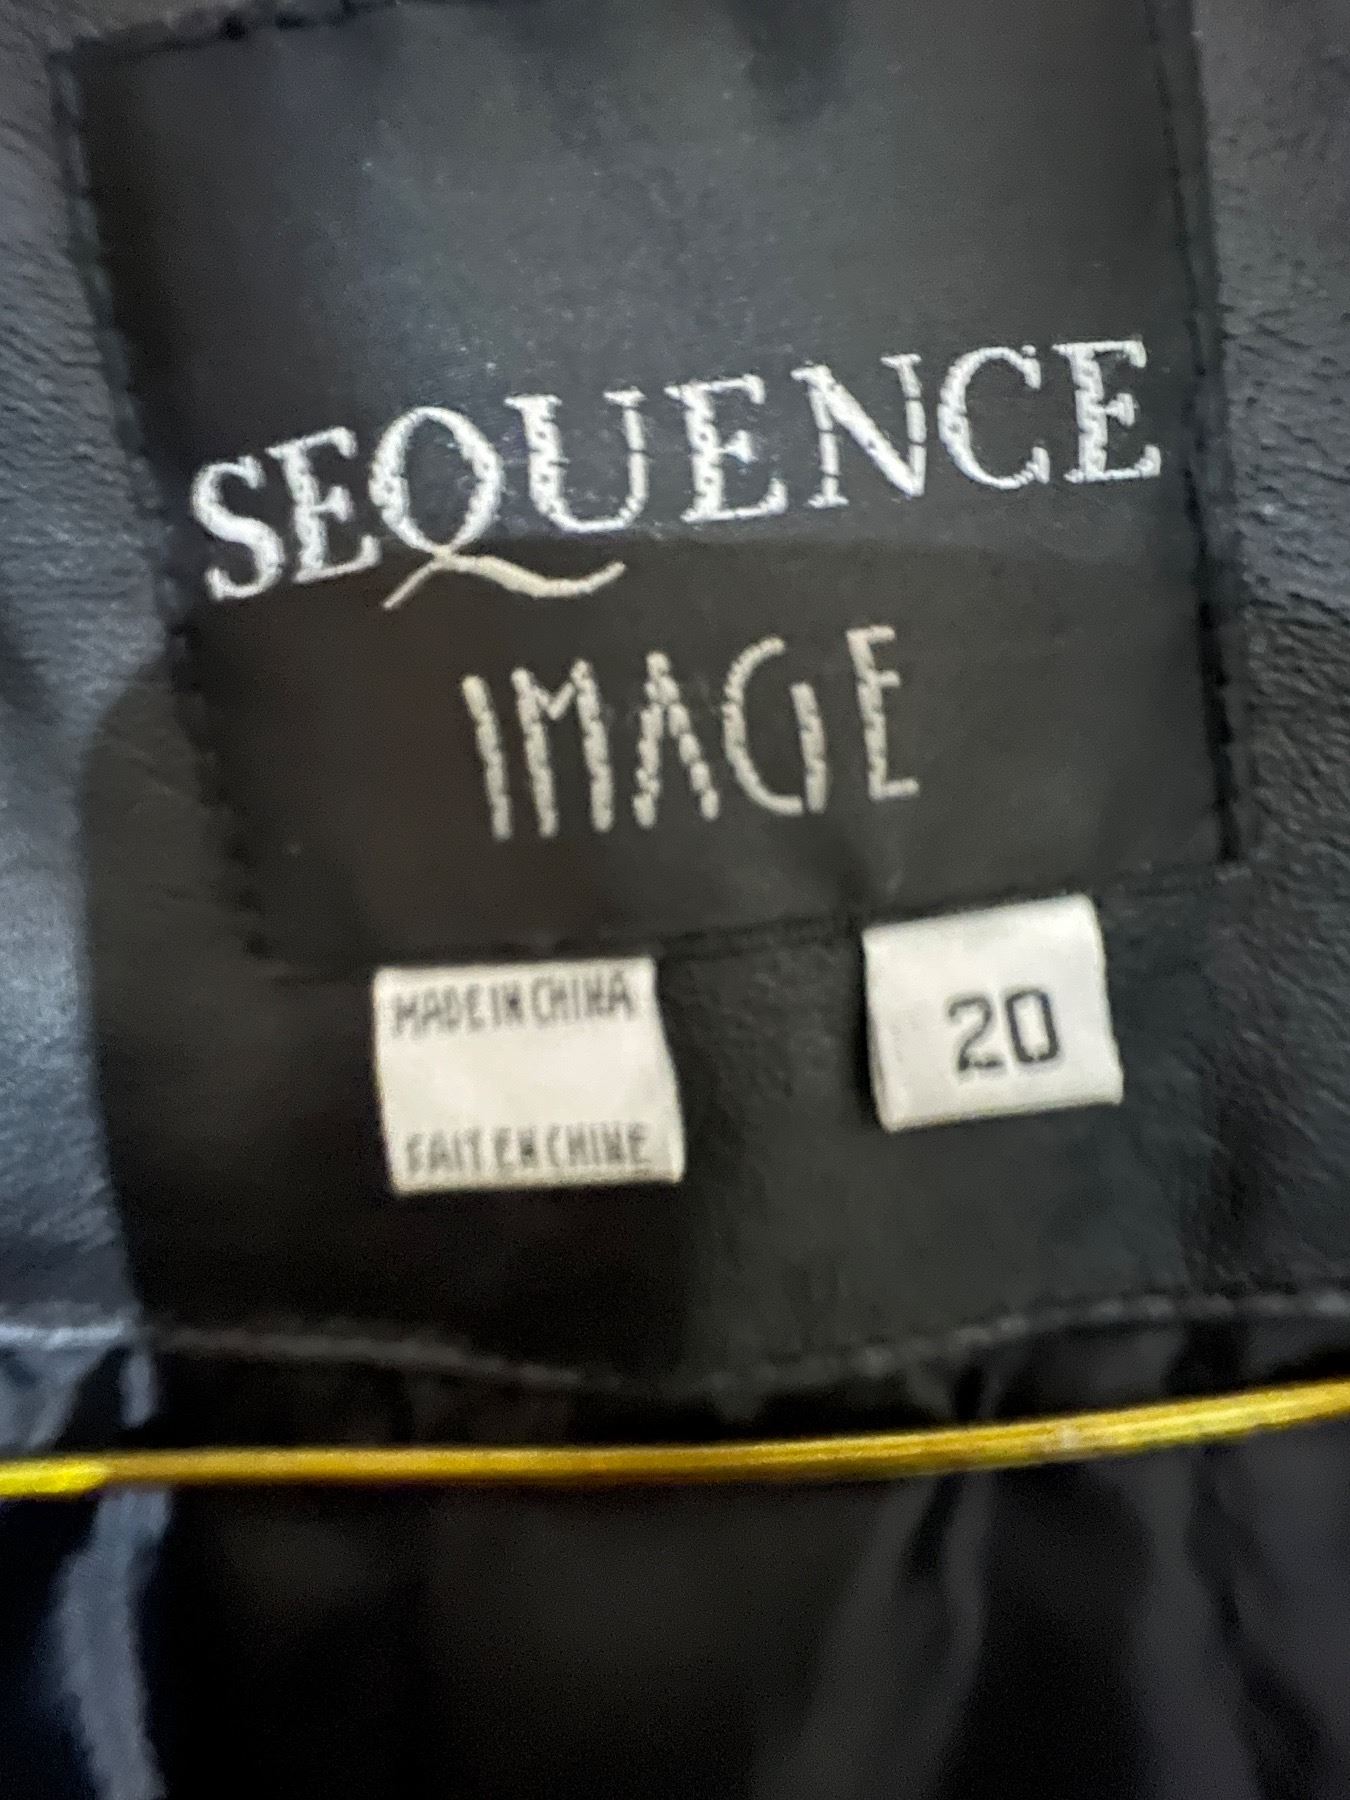 SEQUENCE
IMAGE
MADE IN CHINA
20
FAIT EN CHINE